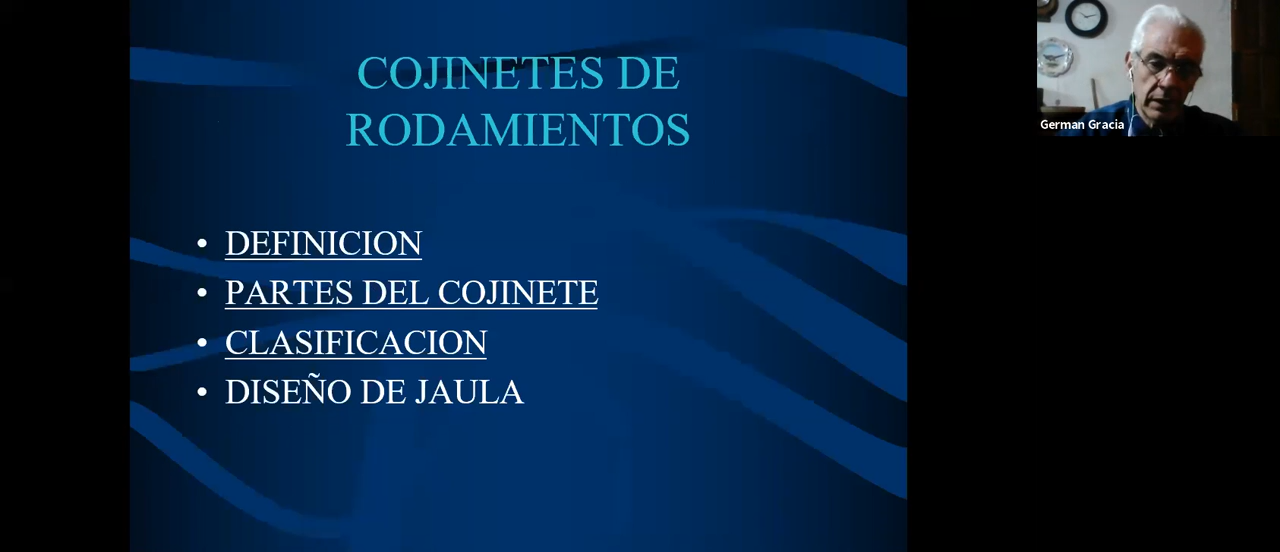 COJINETES DE
RODAMIENTOS
• DEFINICION
• PARTES DEL COJINETE
• CLASIFICACION
• DISEÑO DE JAULA
German Gracia